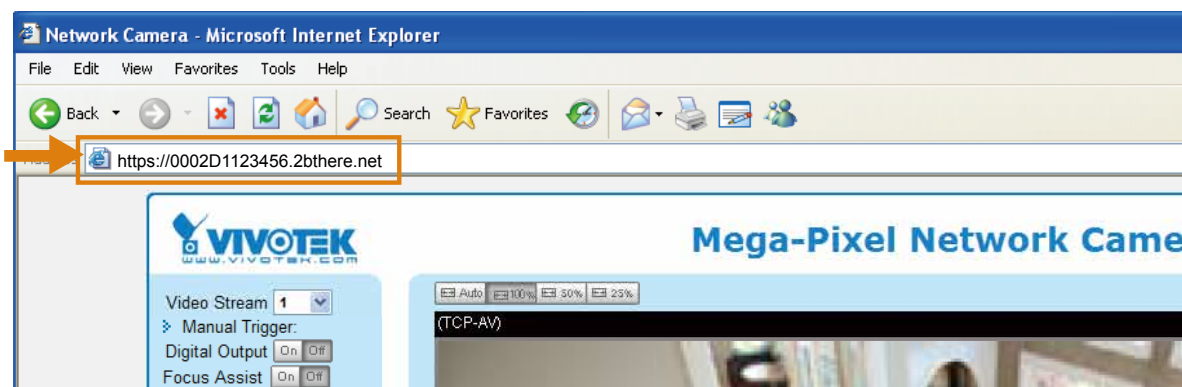 Network Camera - Microsoft Internet Explorer
File Edit View Favorites Tools Help
Back Search Favorites
https://0002D1123456.2bthere.net
VIVOTEK
www.vivotek.com
Mega-Pixel Network Came
Video Stream 1
Auto 100% 50% 25%
Manual Trigger:
(TCP-AV)
Digital Output On Off
Focus Assist On Off